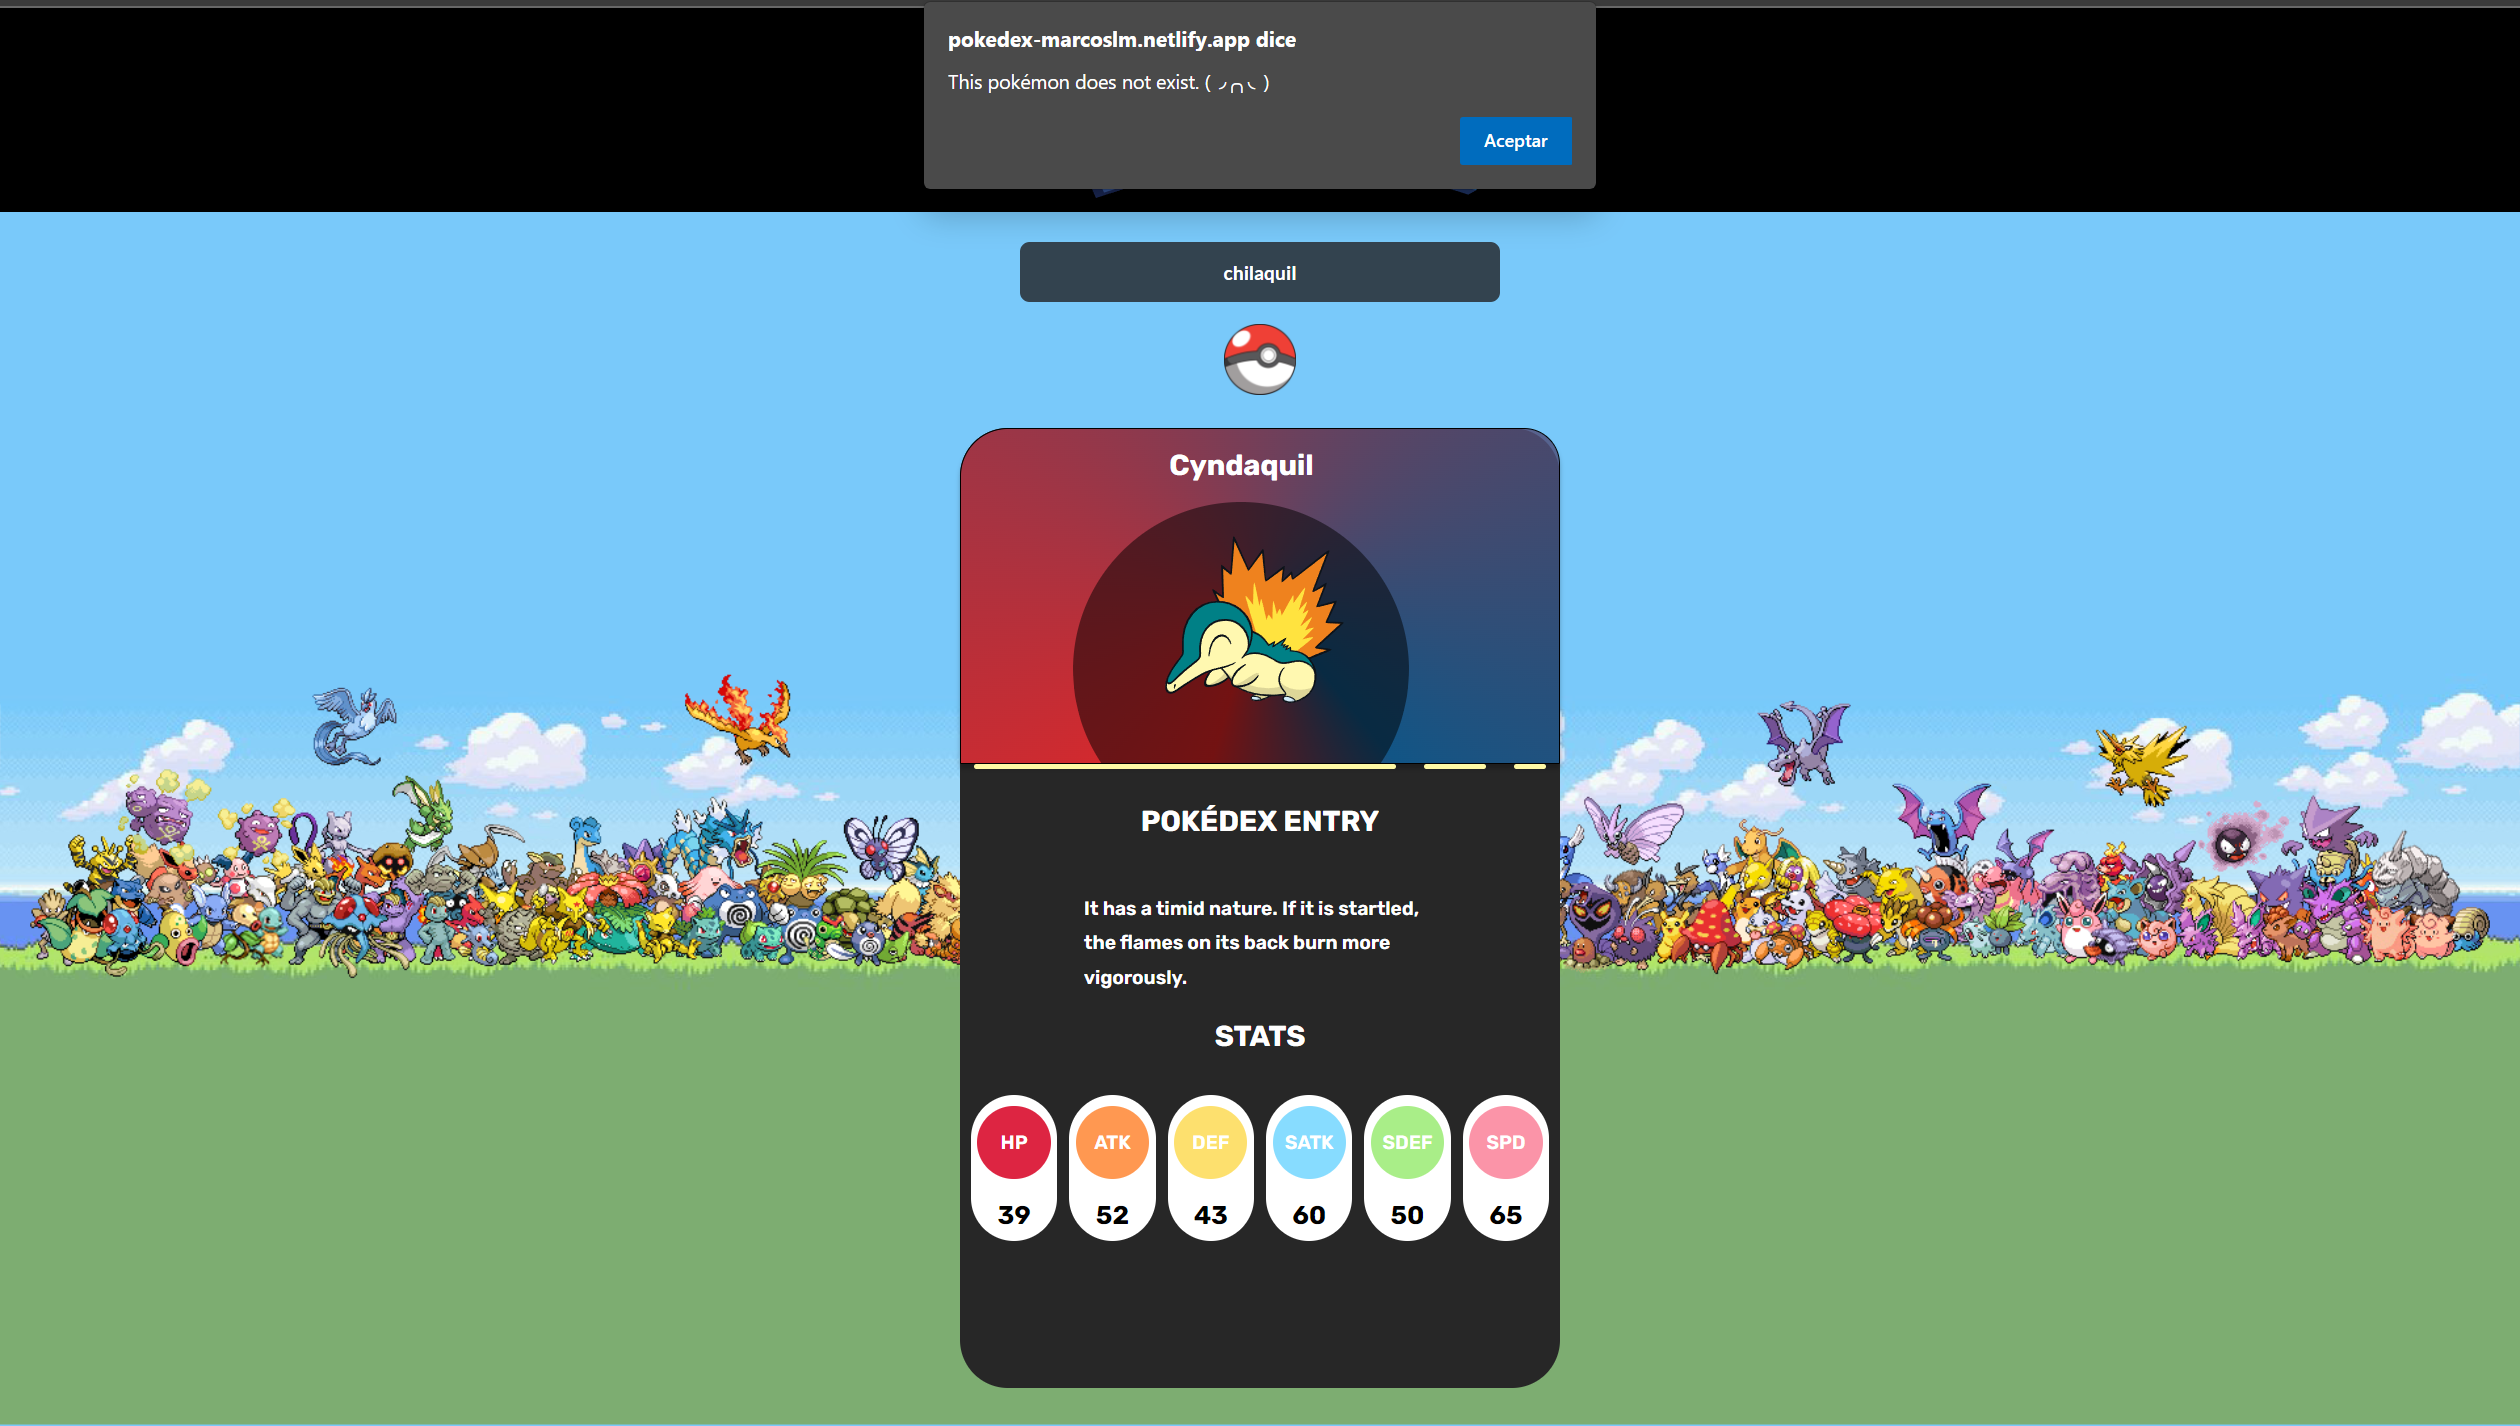 pokedex-marcoslm.netlify.app dice
This pokémon does not exist. ( ◞╭╮◟ )
Aceptar
chilaquil
Cyndaquil
POKÉDEX ENTRY
It has a timid nature. If it is startled,
the flames on its back burn more
vigorously.
STATS
HP ATK DEF SATK SDEF SPD
39 52 43 60 50 65